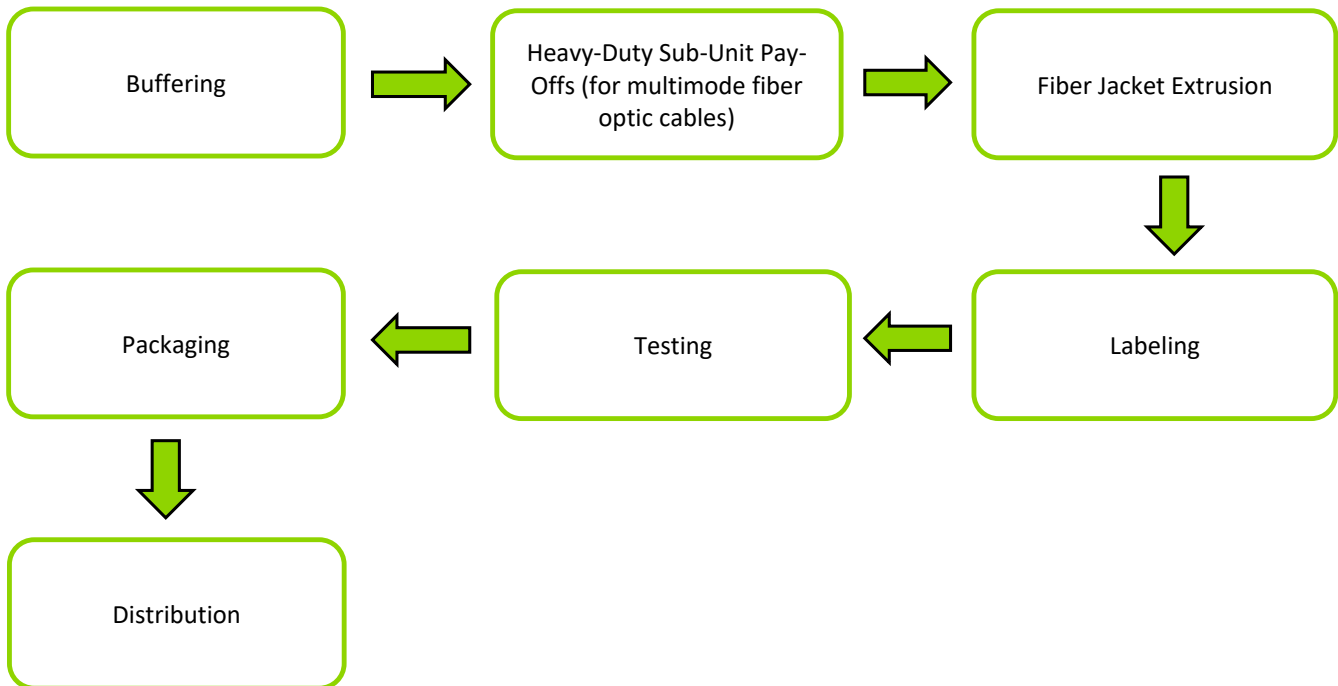 Buffering
Heavy-Duty Sub-Unit Pay-
Offs (for multimode fiber
optic cables)
Fiber Jacket Extrusion
Labeling
Testing
Packaging
Distribution